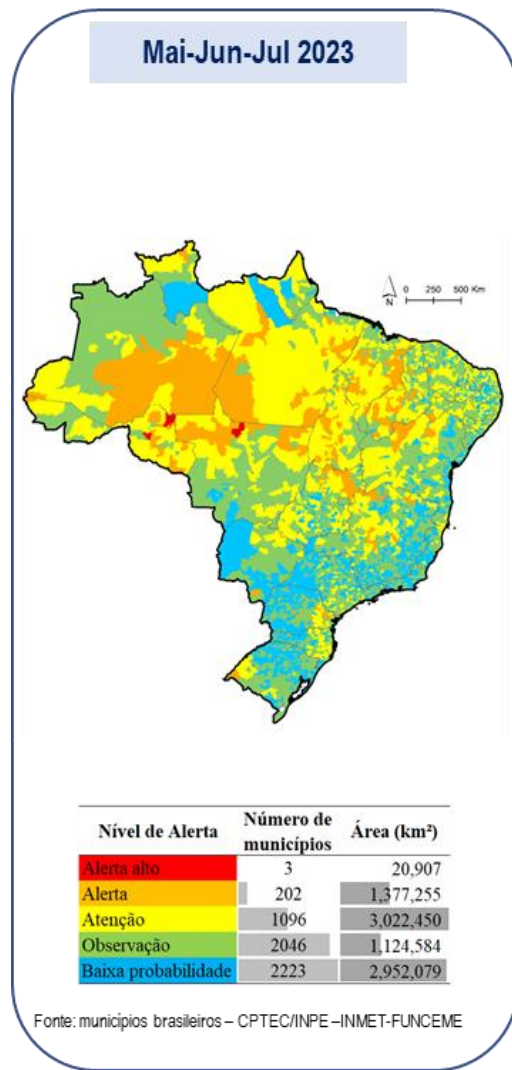 Mai-Jun-Jul 2023
N
0 250 500 Km
Nível de Alerta Número de municípios Área (km²)
Alerta alto 3 20,907
Alerta 202 1,377,255
Atenção 1096 3,022,450
Observação 2046 1,124,584
Baixa probabilidade 2223 2,952,079
Fonte: municípios brasileiros – CPTEC/INPE –INMET-FUNCEME